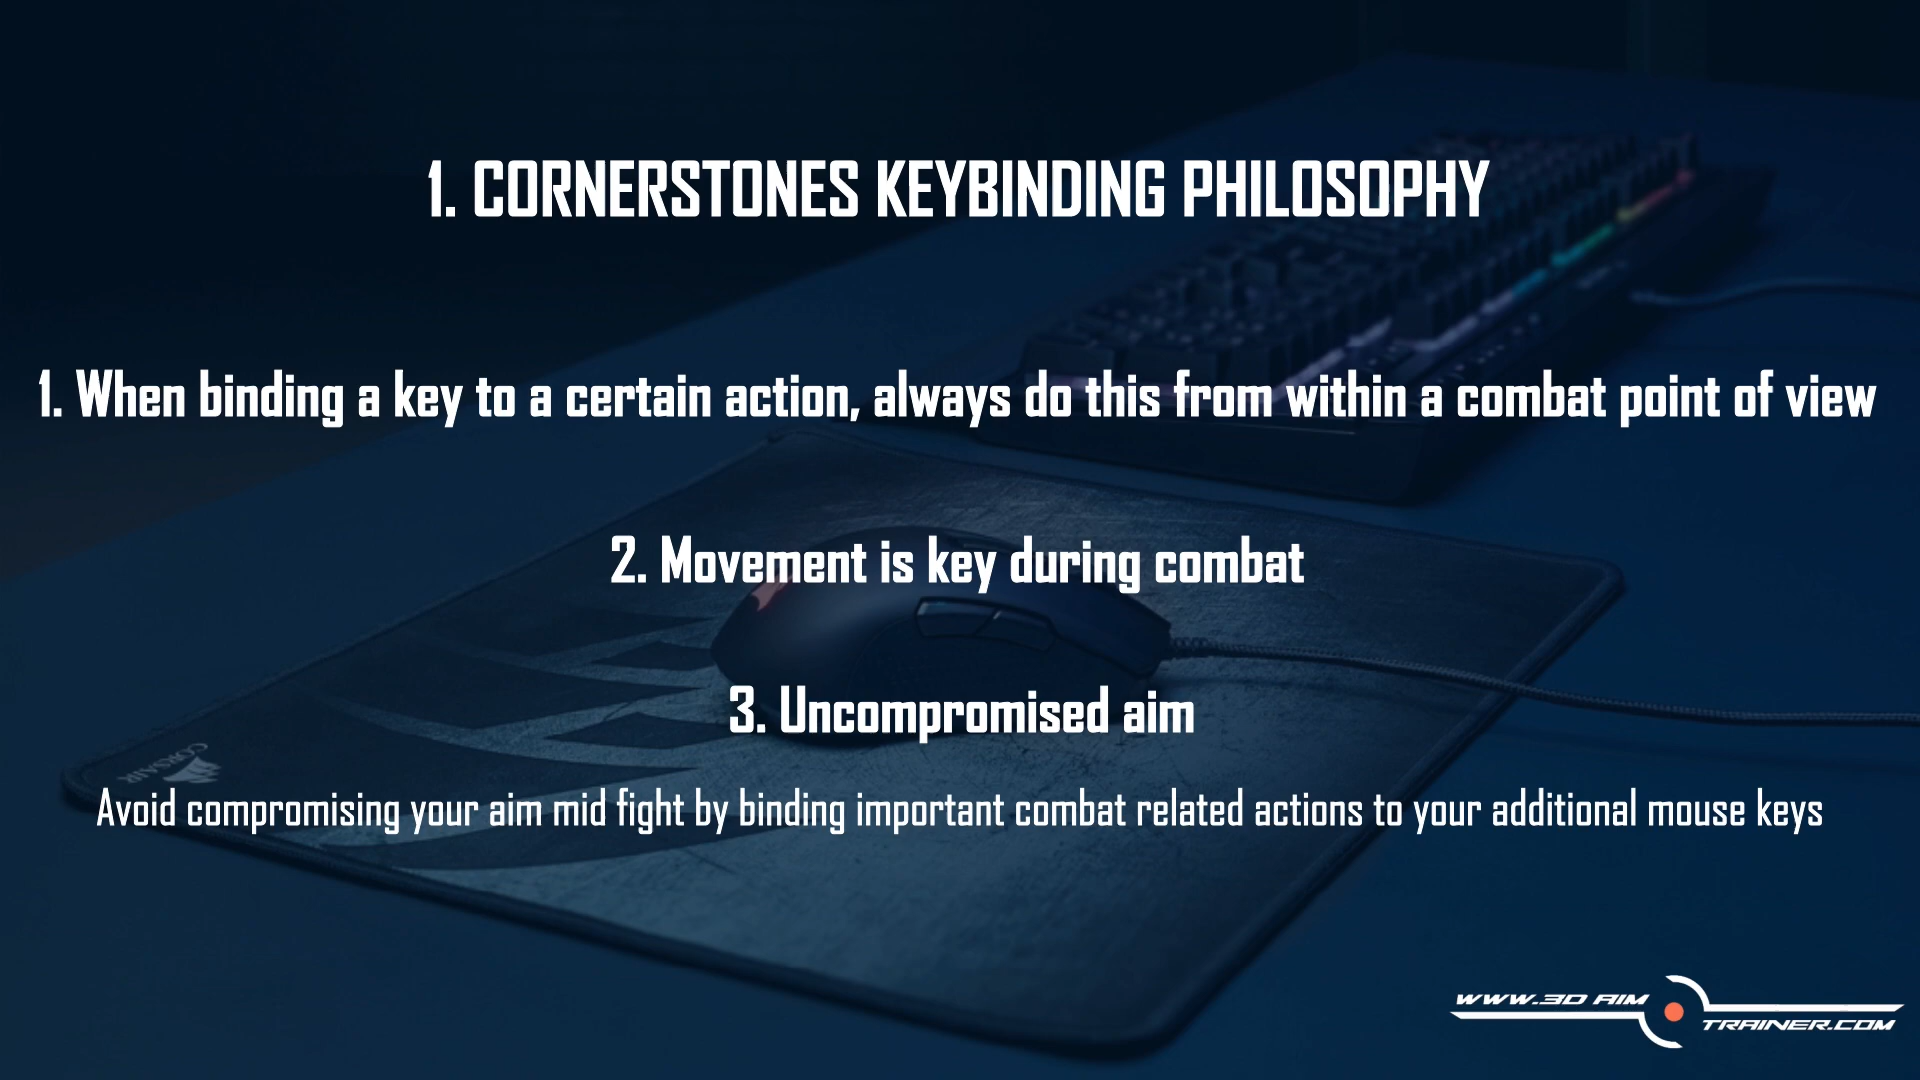 1. CORNERSTONES KEYBINDING PHILOSOPHY
1. When binding a key to a certain action, always do this from within a combat point of view
2. Movement is key during combat
3. Uncompromised aim
CORSAIR
Avoid compromising your aim mid fight by binding important combat related actions to your additional mouse keys
WWW.3D AIM
TRAINER.COM